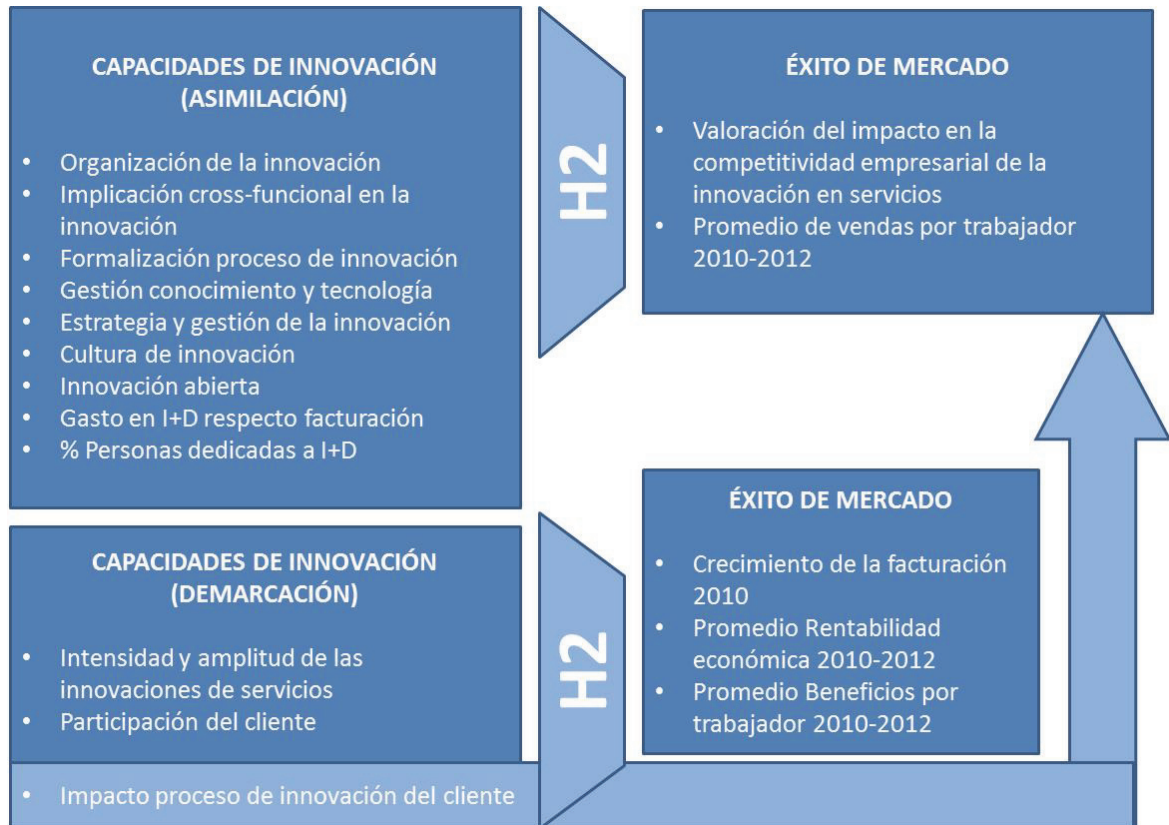 CAPACIDADES DE INNOVACIÓN
(ASIMILACIÓN)
• Organización de la innovación
• Implicación cross-funcional en la
innovación
• Formalización proceso de innovación
• Gestión conocimiento y tecnología
• Estrategia y gestión de la innovación
• Cultura de innovación
• Innovación abierta
• Gasto en I+D respecto facturación
• % Personas dedicadas a I+D
H2
ÉXITO DE MERCADO
• Valoración del impacto en la
competitividad empresarial de la
innovación en servicios
• Promedio de vendas por trabajador
2010-2012
CAPACIDADES DE INNOVACIÓN
(DEMARCACIÓN)
• Intensidad y amplitud de las
innovaciones de servicios
• Participación del cliente
• Impacto proceso de innovación del cliente
H2
ÉXITO DE MERCADO
• Crecimiento de la facturación
2010
• Promedio Rentabilidad
económica 2010-2012
• Promedio Beneficios por
trabajador 2010-2012